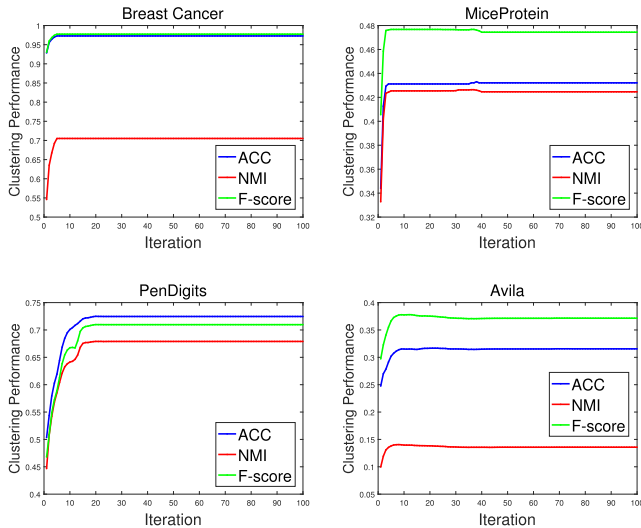 Breast Cancer
1
0.95
0.9
0.85
0.8
0.75
0.7
0.65
0.6
0.55
0.5
Clustering Performance
ACC
NMI
F-score
0 10 20 30 40 50 60 70 80 90 100
Iteration
MiceProtein
0.48
0.46
0.44
0.42
0.4
0.38
0.36
0.34
0.32
Clustering Performance
ACC
NMI
F-score
0 10 20 30 40 50 60 70 80 90 100
Iteration
PenDigits
0.75
0.7
0.65
0.6
0.55
0.5
0.45
0.4
Clustering Performance
ACC
NMI
F-score
0 10 20 30 40 50 60 70 80 90 100
Iteration
Avila
0.4
0.35
0.3
0.25
0.2
0.15
0.1
0.05
Clustering Performance
ACC
NMI
F-score
0 10 20 30 40 50 60 70 80 90 100
Iteration